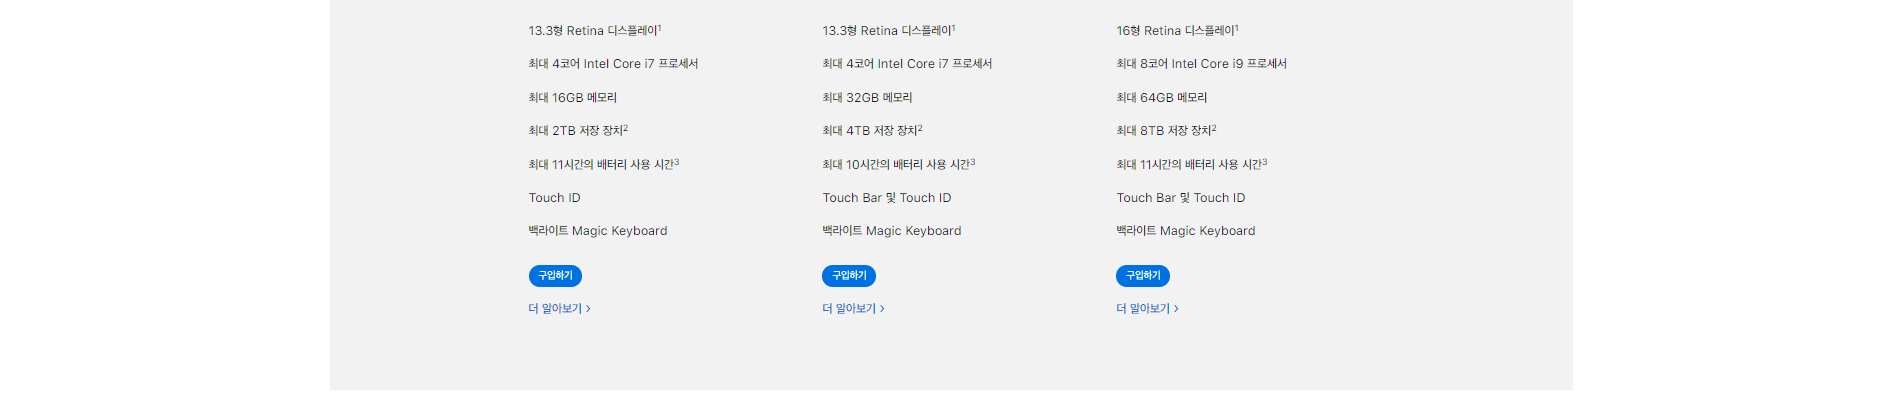 13.3형 Retina 디스플레이1
최대 4코어 Intel Core i7 프로세서
최대 16GB 메모리
최대 2TB 저장 장치2
최대 11시간의 배터리 사용 시간3
Touch ID
백라이트 Magic Keyboard
구입하기
더 알아보기 >
13.3형 Retina 디스플레이1
최대 4코어 Intel Core i7 프로세서
최대 32GB 메모리
최대 4TB 저장 장치2
최대 10시간의 배터리 사용 시간3
Touch Bar 및 Touch ID
백라이트 Magic Keyboard
구입하기
더 알아보기 >
16형 Retina 디스플레이1
최대 8코어 Intel Core i9 프로세서
최대 64GB 메모리
최대 8TB 저장 장치2
최대 11시간의 배터리 사용 시간3
Touch Bar 및 Touch ID
백라이트 Magic Keyboard
구입하기
더 알아보기 >